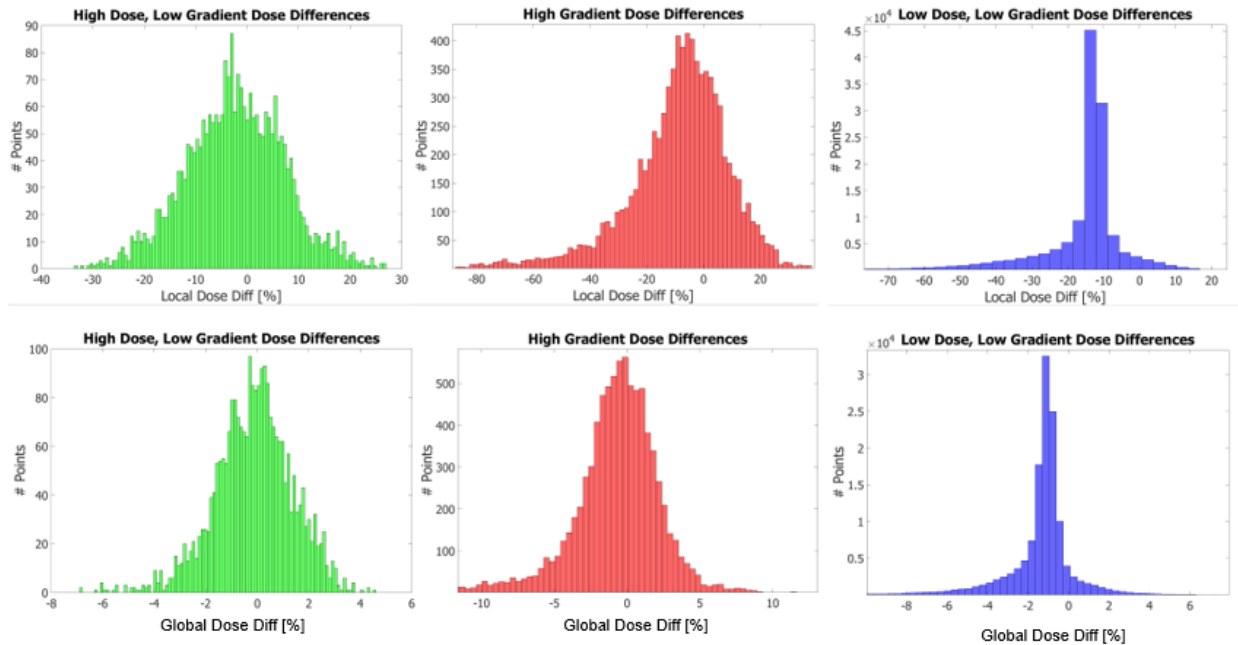 High Dose, Low Gradient Dose Differences
90
80
70
60
50
40
30
20
10
0
# Points
-40 -30 -20 -10 0 10 20 30
Local Dose Diff [%]
High Gradient Dose Differences
400
350
300
250
200
150
100
50
# Points
-80 -60 -40 -20 0 20
Local Dose Diff [%]
Low Dose, Low Gradient Dose Differences
×10⁴
4.5
4
3.5
3
2.5
2
1.5
1
0.5
# Points
-70 -60 -50 -40 -30 -20 -10 0 10 20
Local Dose Diff [%]
High Dose, Low Gradient Dose Differences
100
80
60
40
20
0
# Points
-8 -6 -4 -2 0 2 4 6
Global Dose Diff [%]
High Gradient Dose Differences
500
400
300
200
100
# Points
-10 -5 0 5 10
Global Dose Diff [%]
Low Dose, Low Gradient Dose Differences
×10⁴
3
2.5
2
1.5
1
0.5
# Points
-8 -6 -4 -2 0 2 4 6
Global Dose Diff [%]